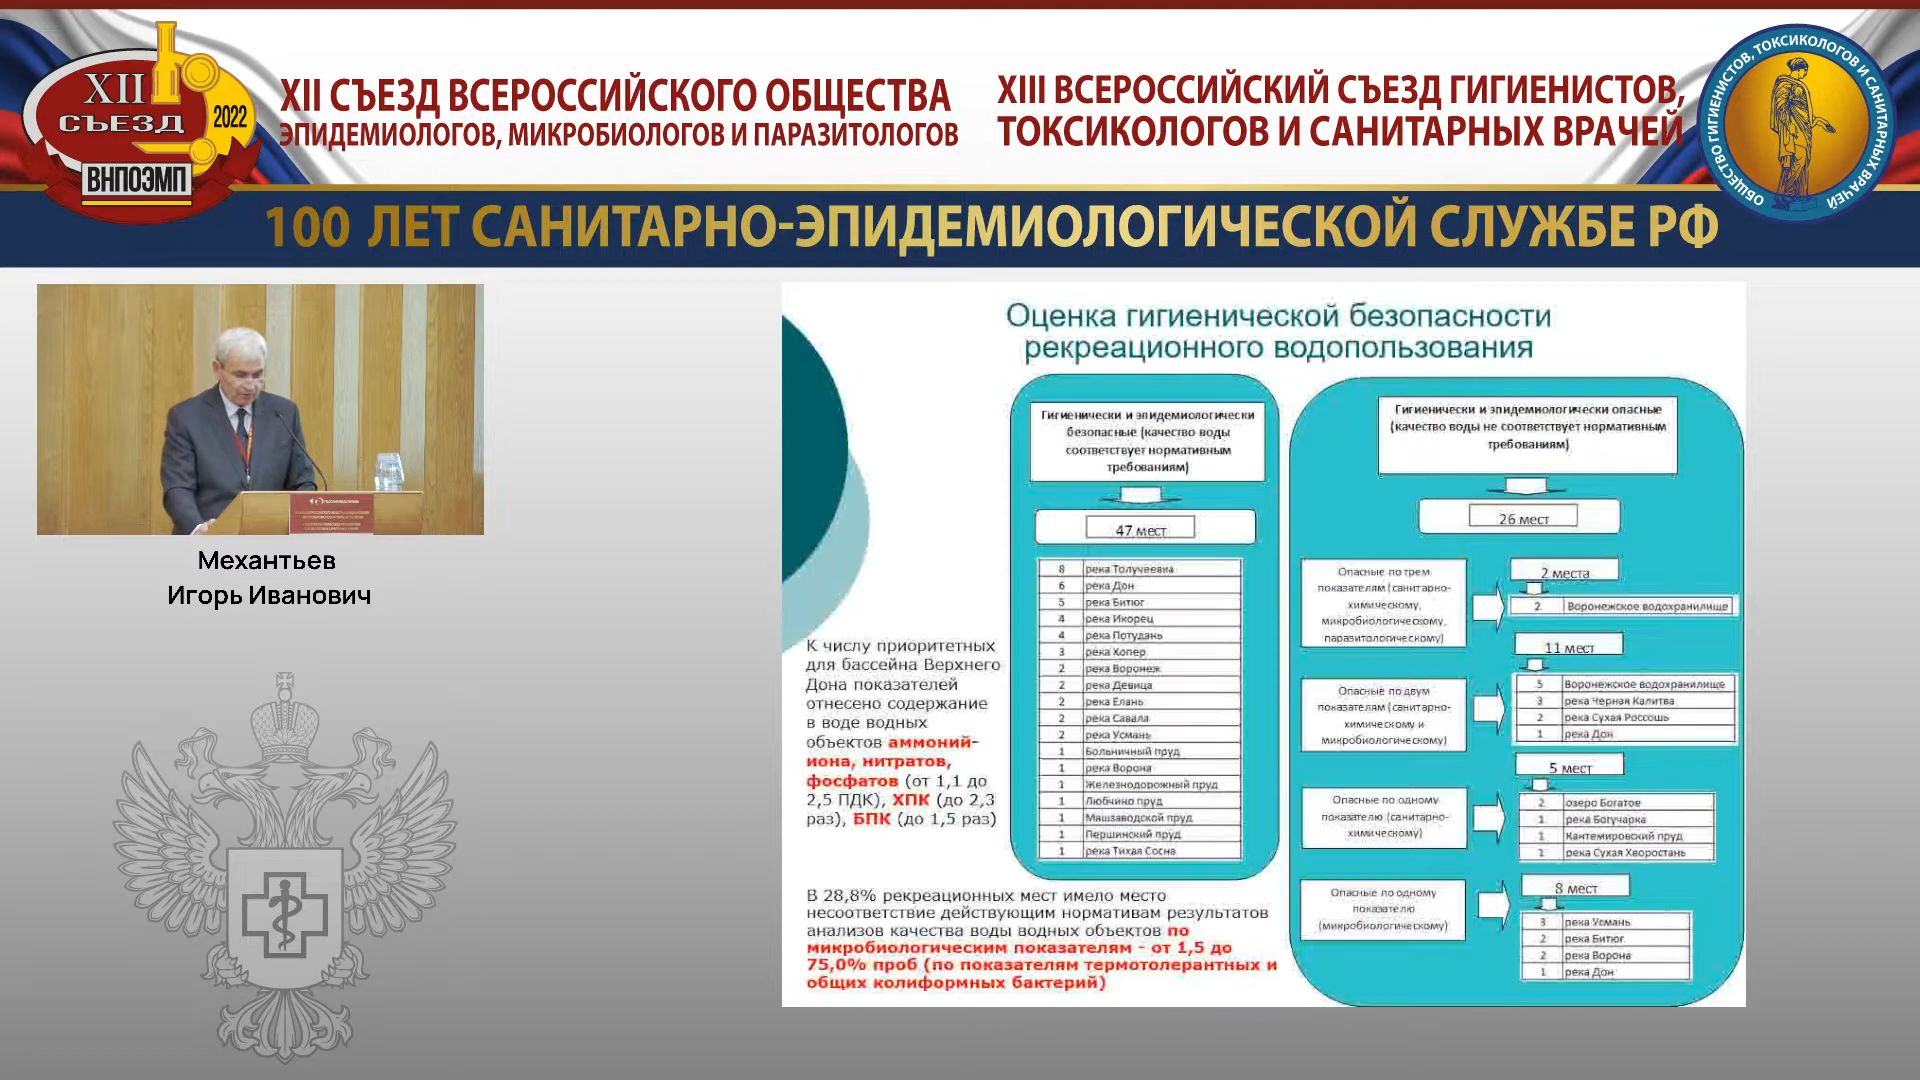 XII
СЪЕЗД
2022
ВНПОЭМП
XII СЪЕЗД ВСЕРОССИЙСКОГО ОБЩЕСТВА
ЭПИДЕМИОЛОГОВ, МИКРОБИОЛОГОВ И ПАРАЗИТОЛОГОВ
XIII ВСЕРОССИЙСКИЙ СЪЕЗД ГИГИЕНИСТОВ,
ТОКСИКОЛОГОВ И САНИТАРНЫХ ВРАЧЕЙ
ОБЩЕСТВО ГИГИЕНИСТОВ, ТОКСИКОЛОГОВ И САНИТАРНЫХ ВРАЧЕЙ
100 ЛЕТ САНИТАРНО-ЭПИДЕМИОЛОГИЧЕСКОЙ СЛУЖБЕ РФ
Механтьев
Игорь Иванович
Оценка гигиенической безопасности
рекреационного водопользования
К числу приоритетных
для бассейна Верхнего
Дона показателей
отнесено содержание
в воде водных
объектов аммоний-
иона, нитратов,
фосфатов (от 1,1 до
2,5 ПДК), ХПК (до 2,3
раз), БПК (до 1,5 раз)
Гигиенически и эпидемиологически
безопасные (качество воды
соответствует нормативным
требованиям)
47 мест
8 река Толучеевка
6 река Дон
5 река Битюг
4 река Икорец
4 река Потудань
3 река Хопер
2 река Воронеж
2 река Девица
2 река Елань
2 река Савала
2 река Усмань
1 Больничный пруд
1 река Ворона
1 Железнодорожный пруд
1 Любчино пруд
1 Машзаводской пруд
1 Першинский пруд
1 река Тихая Сосна
Гигиенически и эпидемиологически опасные
(качество воды не соответствует нормативным
требованиям)
26 мест
Опасные по трем
показателям (санитарно-
химическому,
микробиологическому,
паразитологическому)
2 места
2 Воронежское водохранилище
Опасные по двум
показателям (санитарно-
химическому и
микробиологическому)
11 мест
5 Воронежское водохранилище
3 река Черная Калитва
2 река Сухая Россошь
1 река Дон
Опасные по одному
показателю (санитарно-
химическому)
5 мест
2 озеро Богатое
1 река Богучарка
1 Кантемировский пруд
1 река Сухая Хворостань
Опасные по одному
показателю
(микробиологическому)
8 мест
3 река Усмань
2 река Битюг
2 река Ворона
1 река Дон
В 28,8% рекреационных мест имело место
несоответствие действующим нормативам результатов
анализов качества воды водных объектов по
микробиологическим показателям - от 1,5 до
75,0% проб (по показателям термотолерантных и
общих колиформных бактерий)